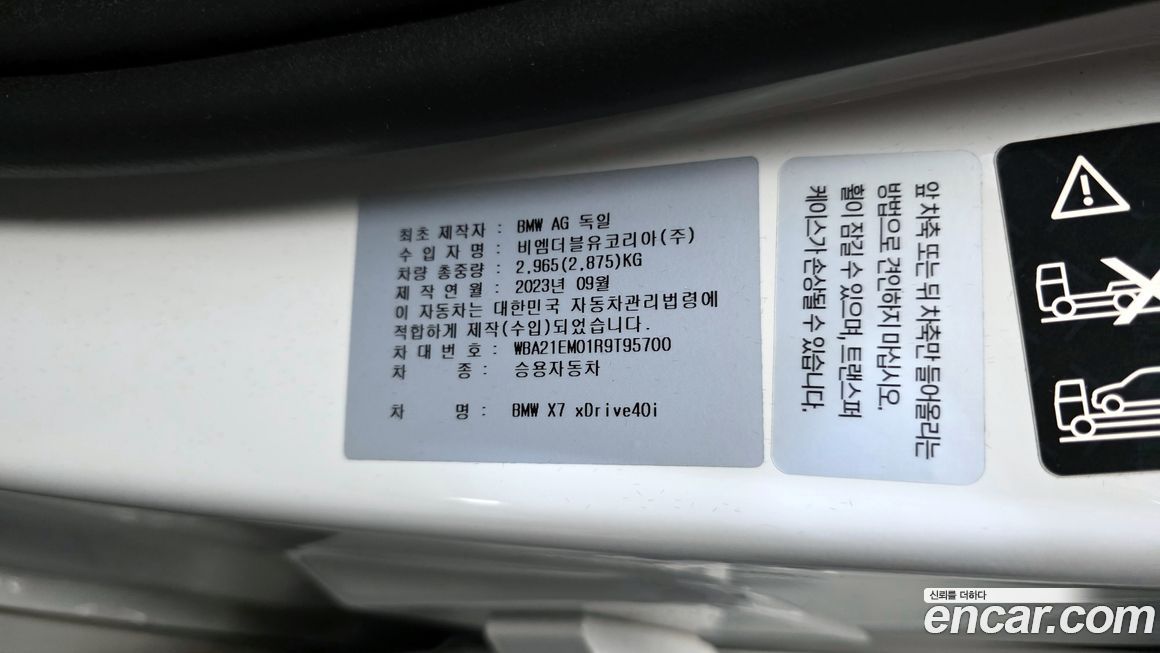 최초 제작자 : BMW AG 독일
수 입 자 명 : 비엠더블유코리아(주)
차량 총중량 : 2,965(2,875)KG
제 작 연 월 : 2023년 09월
이 자동차는 대한민국 자동차관리법령에
적합하게 제작(수입)되었습니다.
차 대 번 호 : WBA21EM01R9T95700
차 종 : 승용자동차
차 명 : BMW X7 xDrive40i
앞 차축 또는 뒤 차축만 들어올리는
방법으로 견인하지 마십시오.
휠이 잠길 수 있으며, 트랜스퍼
케이스가 손상될 수 있습니다.
신뢰를 더하다
encar.com